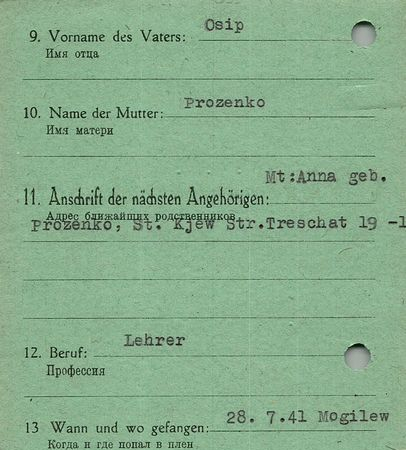 9. Vorname des Vaters: Osip
Имя отца
10. Name der Mutter: Prozenko
Имя матери
Mt:Anna geb.
11. Anschrift der nächsten Angehörigen:
Адрес ближайших родственников
Prozenko, St. Kjew Str.Treschat 19 -1
12. Beruf: Lehrer
Профессия
13 Wann und wo gefangen: 28. 7.41 Mogilew
Когда и где попал в плен